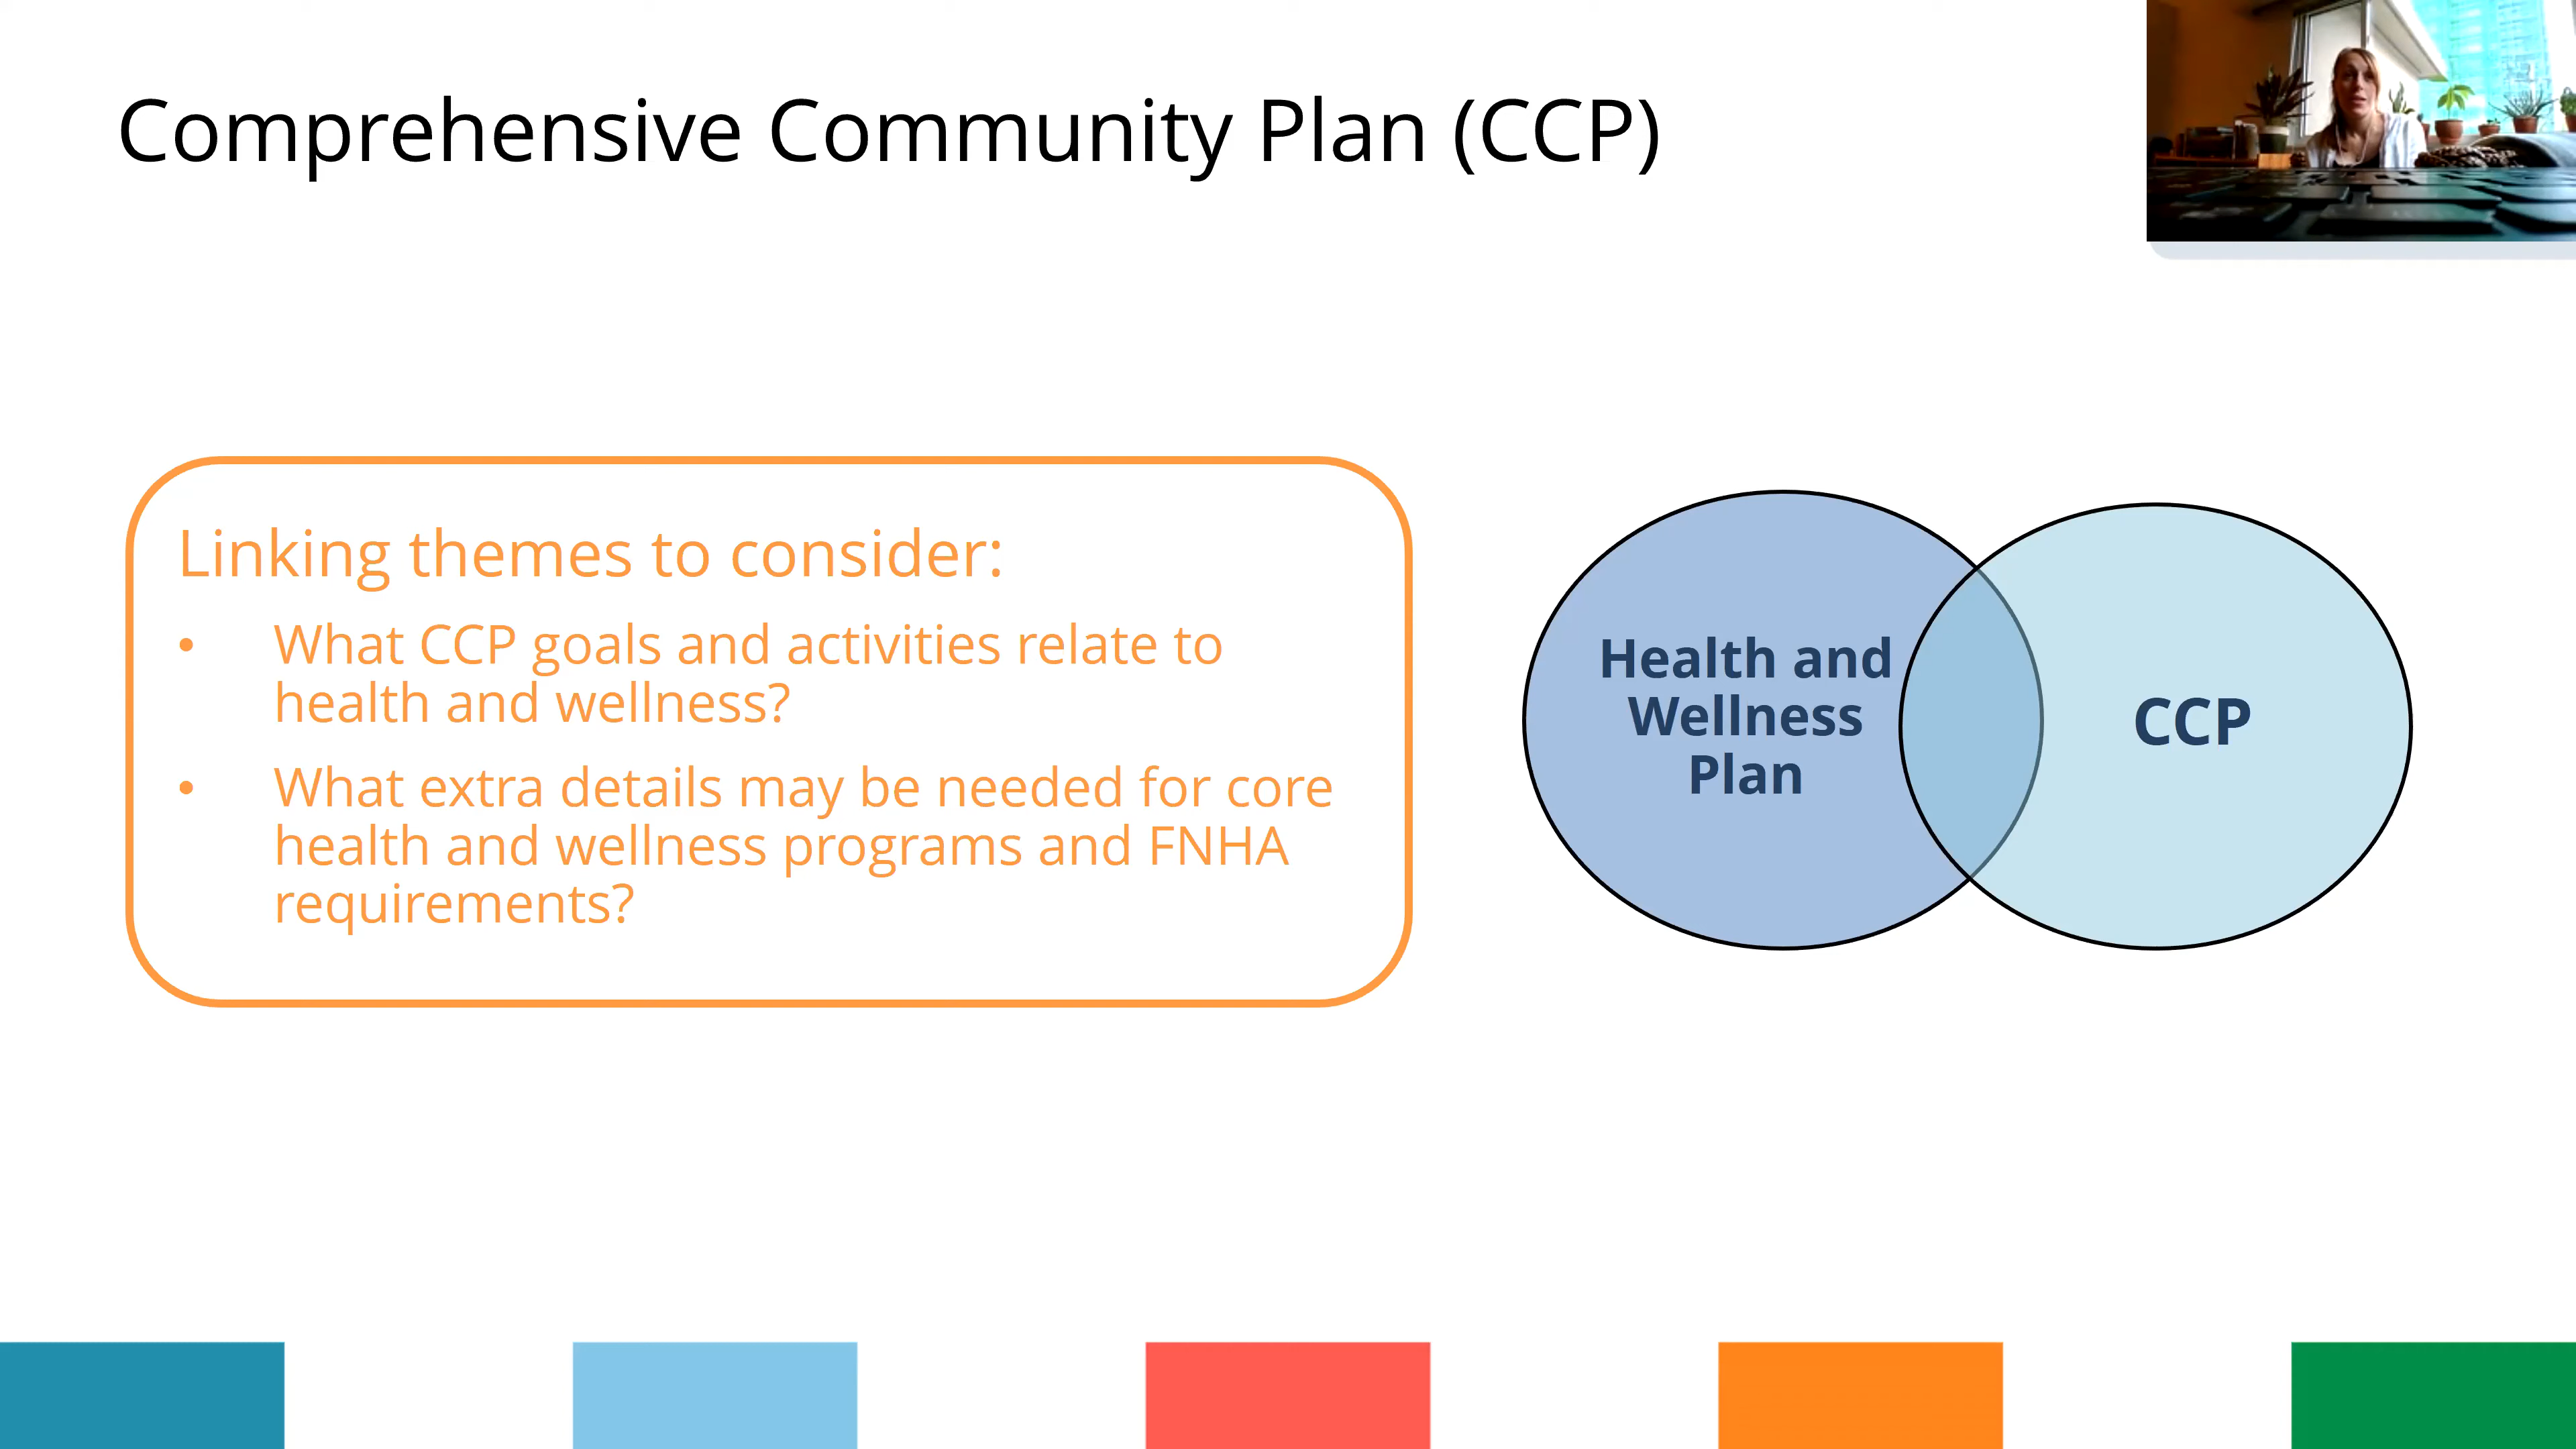 Comprehensive Community Plan (CCP)
Linking themes to consider:
• What CCP goals and activities relate to
health and wellness?
• What extra details may be needed for core
health and wellness programs and FNHA
requirements?
Health and
Wellness
Plan
CCP